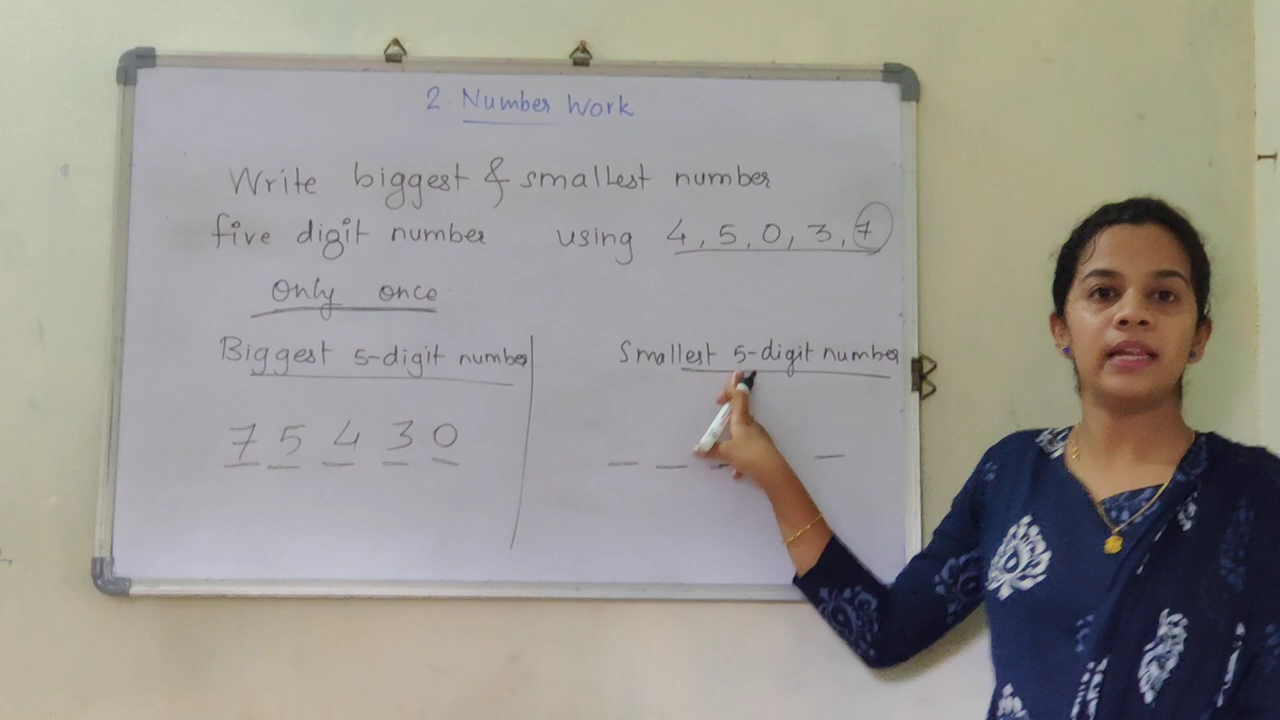 2. Number Work
Write biggest & smallest number
five digit number using 4, 5, 0, 3, 7
Only once
Biggest 5-digit number
7 5 4 3 0
Smallest 5-digit number